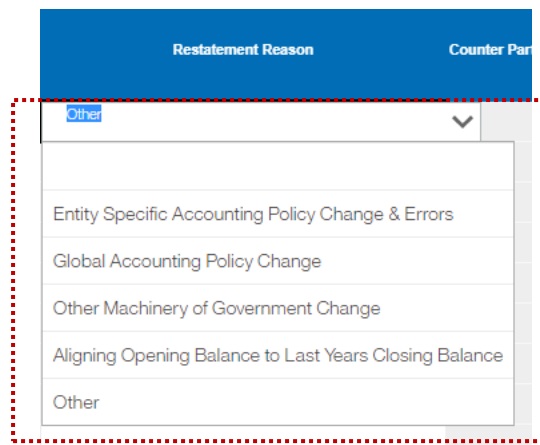 Restatement Reason Counter Part
Other
Entity Specific Accounting Policy Change & Errors
Global Accounting Policy Change
Other Machinery of Government Change
Aligning Opening Balance to Last Years Closing Balance
Other